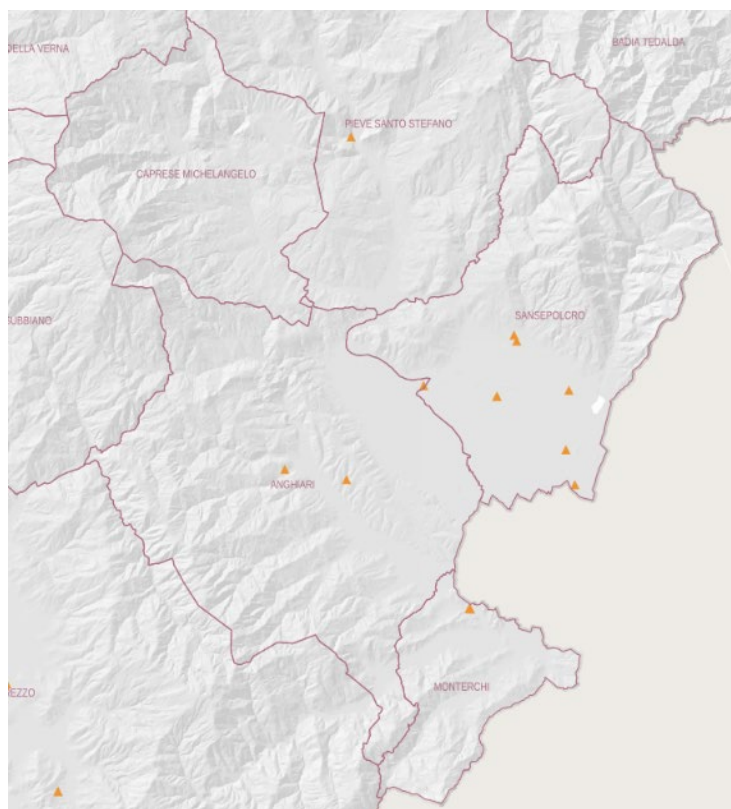 DELLA VERNA
BADIA TEDALDA
PIEVE SANTO STEFANO
CAPRESE MICHELANGELO
SUBBIANO
SANSEPOLCRO
ANGHIARI
MONTERCHI
EZZO